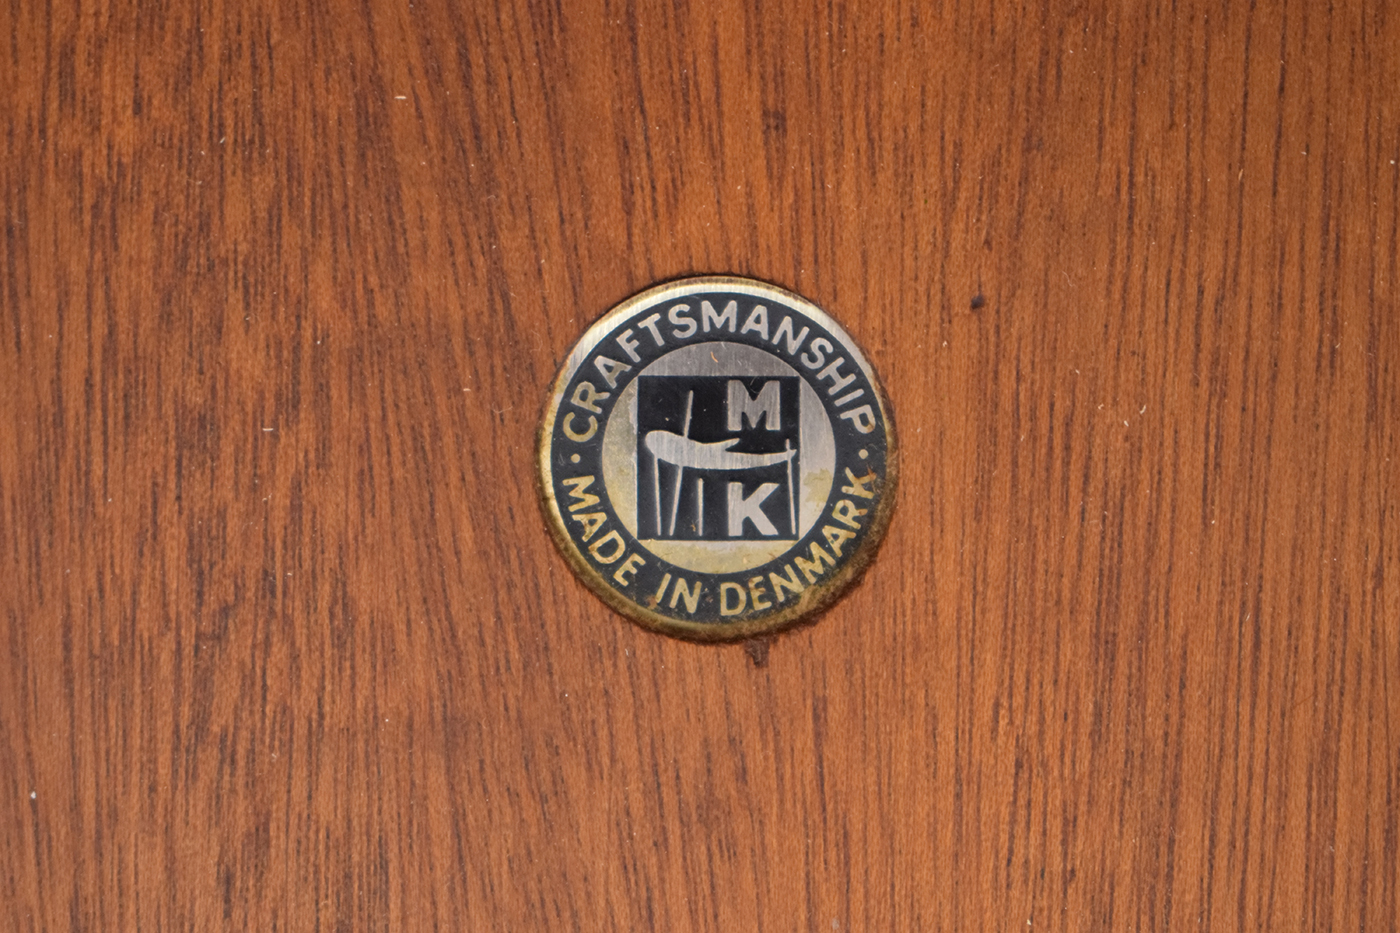 · CRAFTSMANSHIP ·
M
K
MADE IN DENMARK